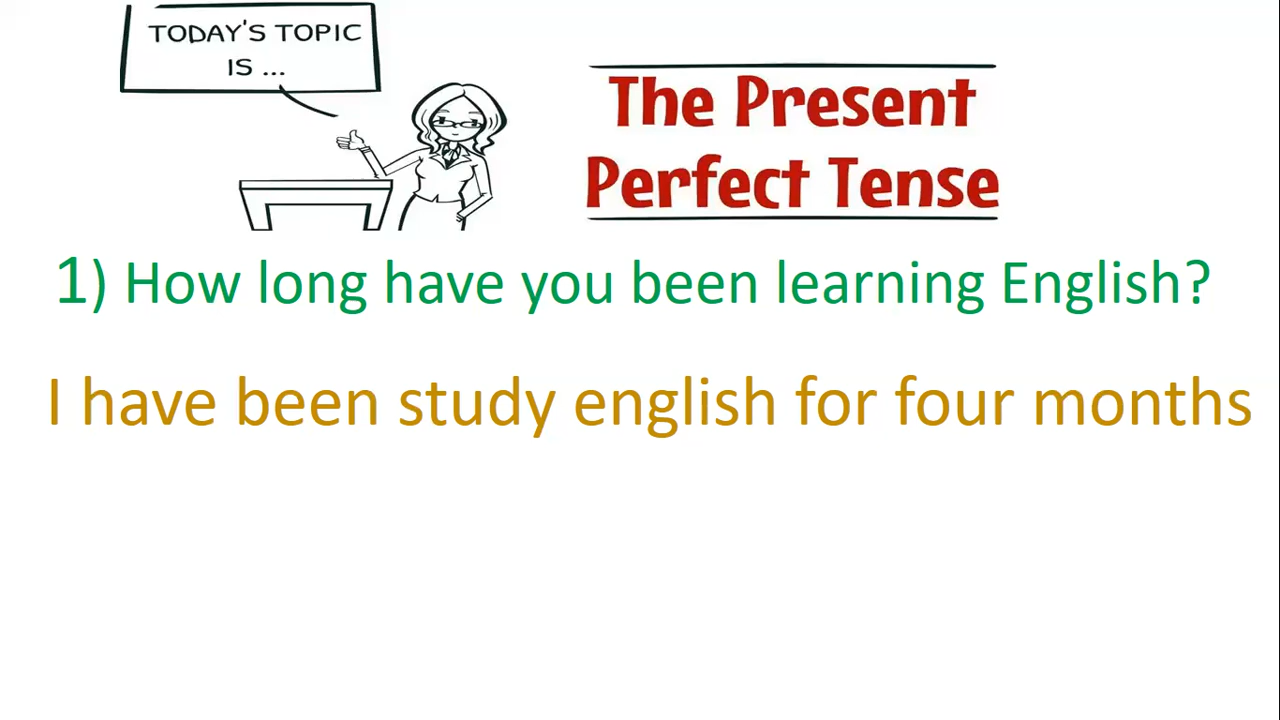 TODAY'S TOPIC
IS ...
The Present
Perfect Tense
1) How long have you been learning English?
I have been study english for four months